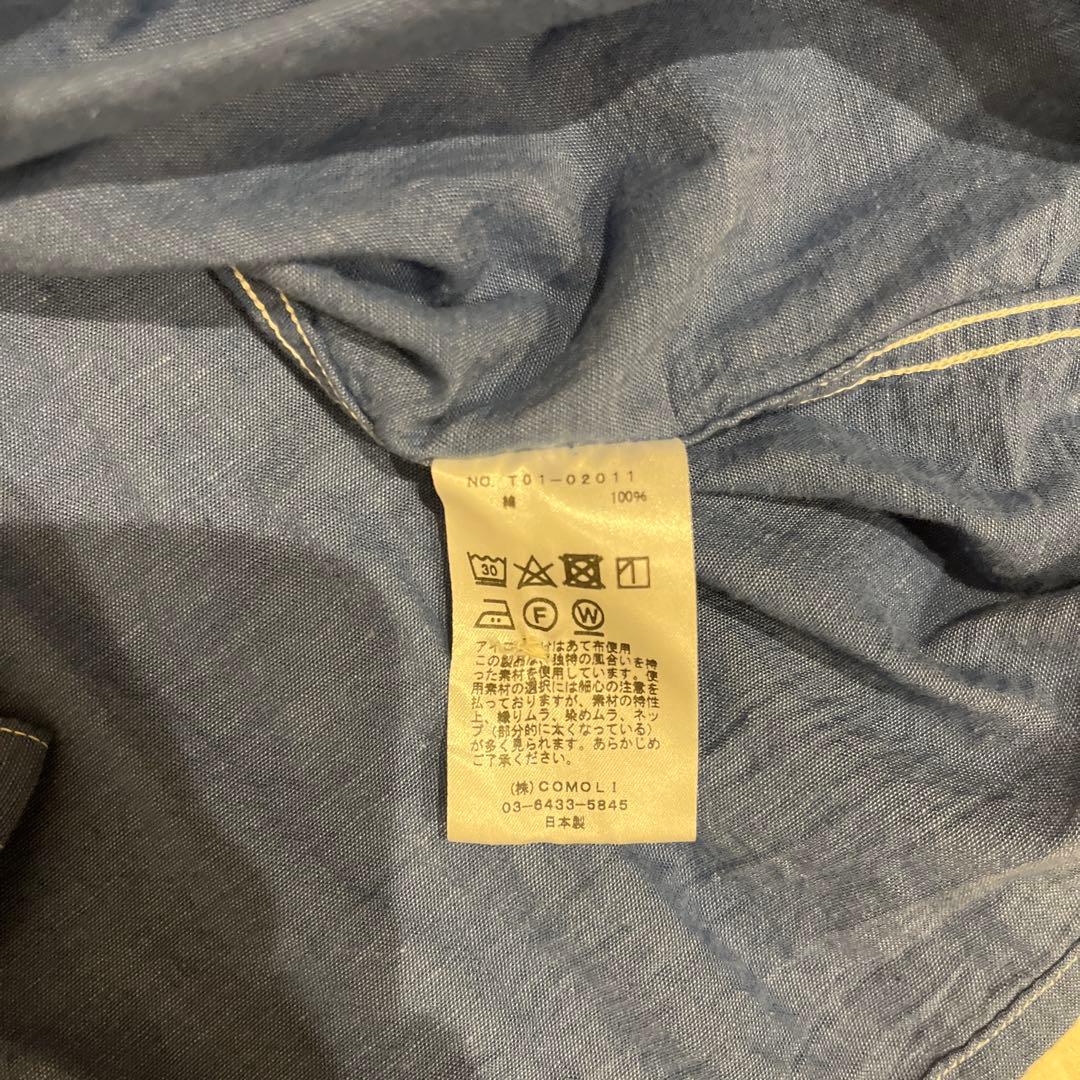 NO. T01-02011
綿 100%
30
F W
アイロン掛けはあて布使用
この製品は独特の風合いを持
った素材を使用しています。使
用素材の選択には細心の注意を
払っておりますが、素材の特性
上、織りムラ、染めムラ、ネッ
プ(部分的に太くなっている)
が多く見られます。あらかじめ
ご了承ください。
(株)COMOLI
03-6433-5845
日本製